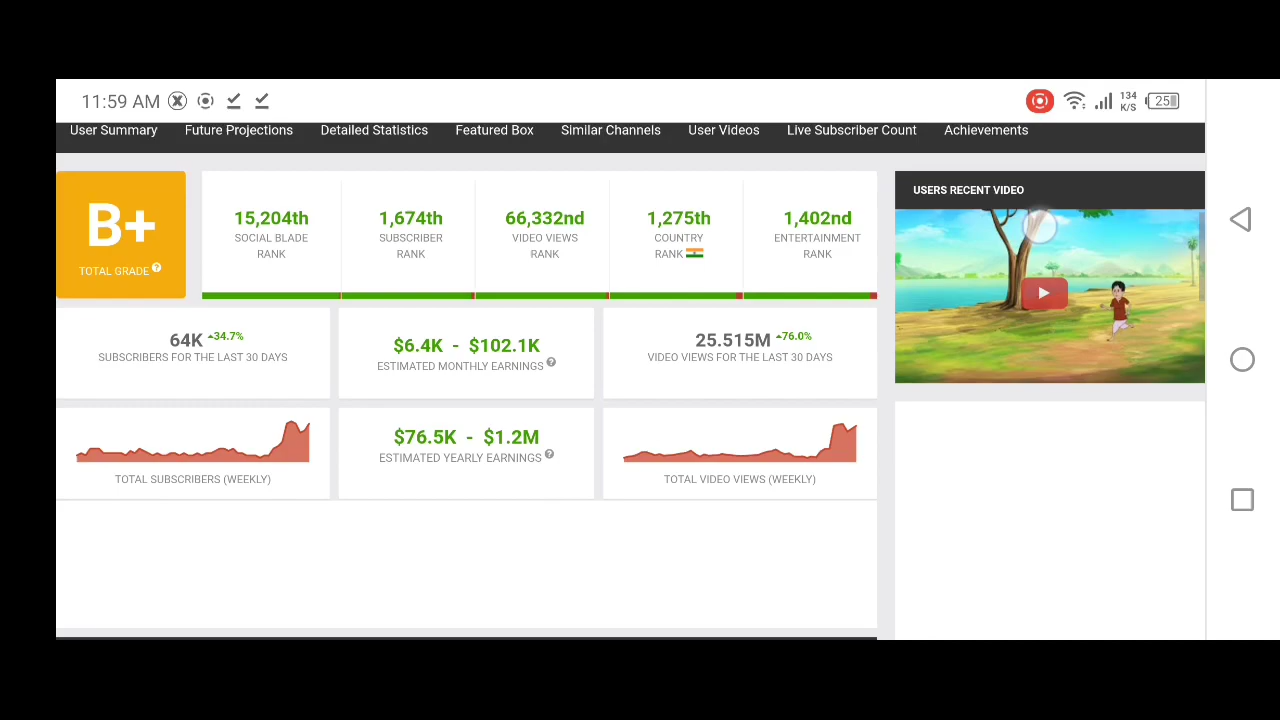 11:59 AM
134
K/S
25
User Summary Future Projections Detailed Statistics Featured Box Similar Channels User Videos Live Subscriber Count Achievements
B+
TOTAL GRADE ?
15,204th
SOCIAL BLADE
RANK
1,674th
SUBSCRIBER
RANK
66,332nd
VIDEO VIEWS
RANK
1,275th
COUNTRY
RANK
1,402nd
ENTERTAINMENT
RANK
USERS RECENT VIDEO
64K 34.7%
SUBSCRIBERS FOR THE LAST 30 DAYS
$6.4K - $102.1K
ESTIMATED MONTHLY EARNINGS ?
25.515M 76.0%
VIDEO VIEWS FOR THE LAST 30 DAYS
TOTAL SUBSCRIBERS (WEEKLY)
$76.5K - $1.2M
ESTIMATED YEARLY EARNINGS ?
TOTAL VIDEO VIEWS (WEEKLY)